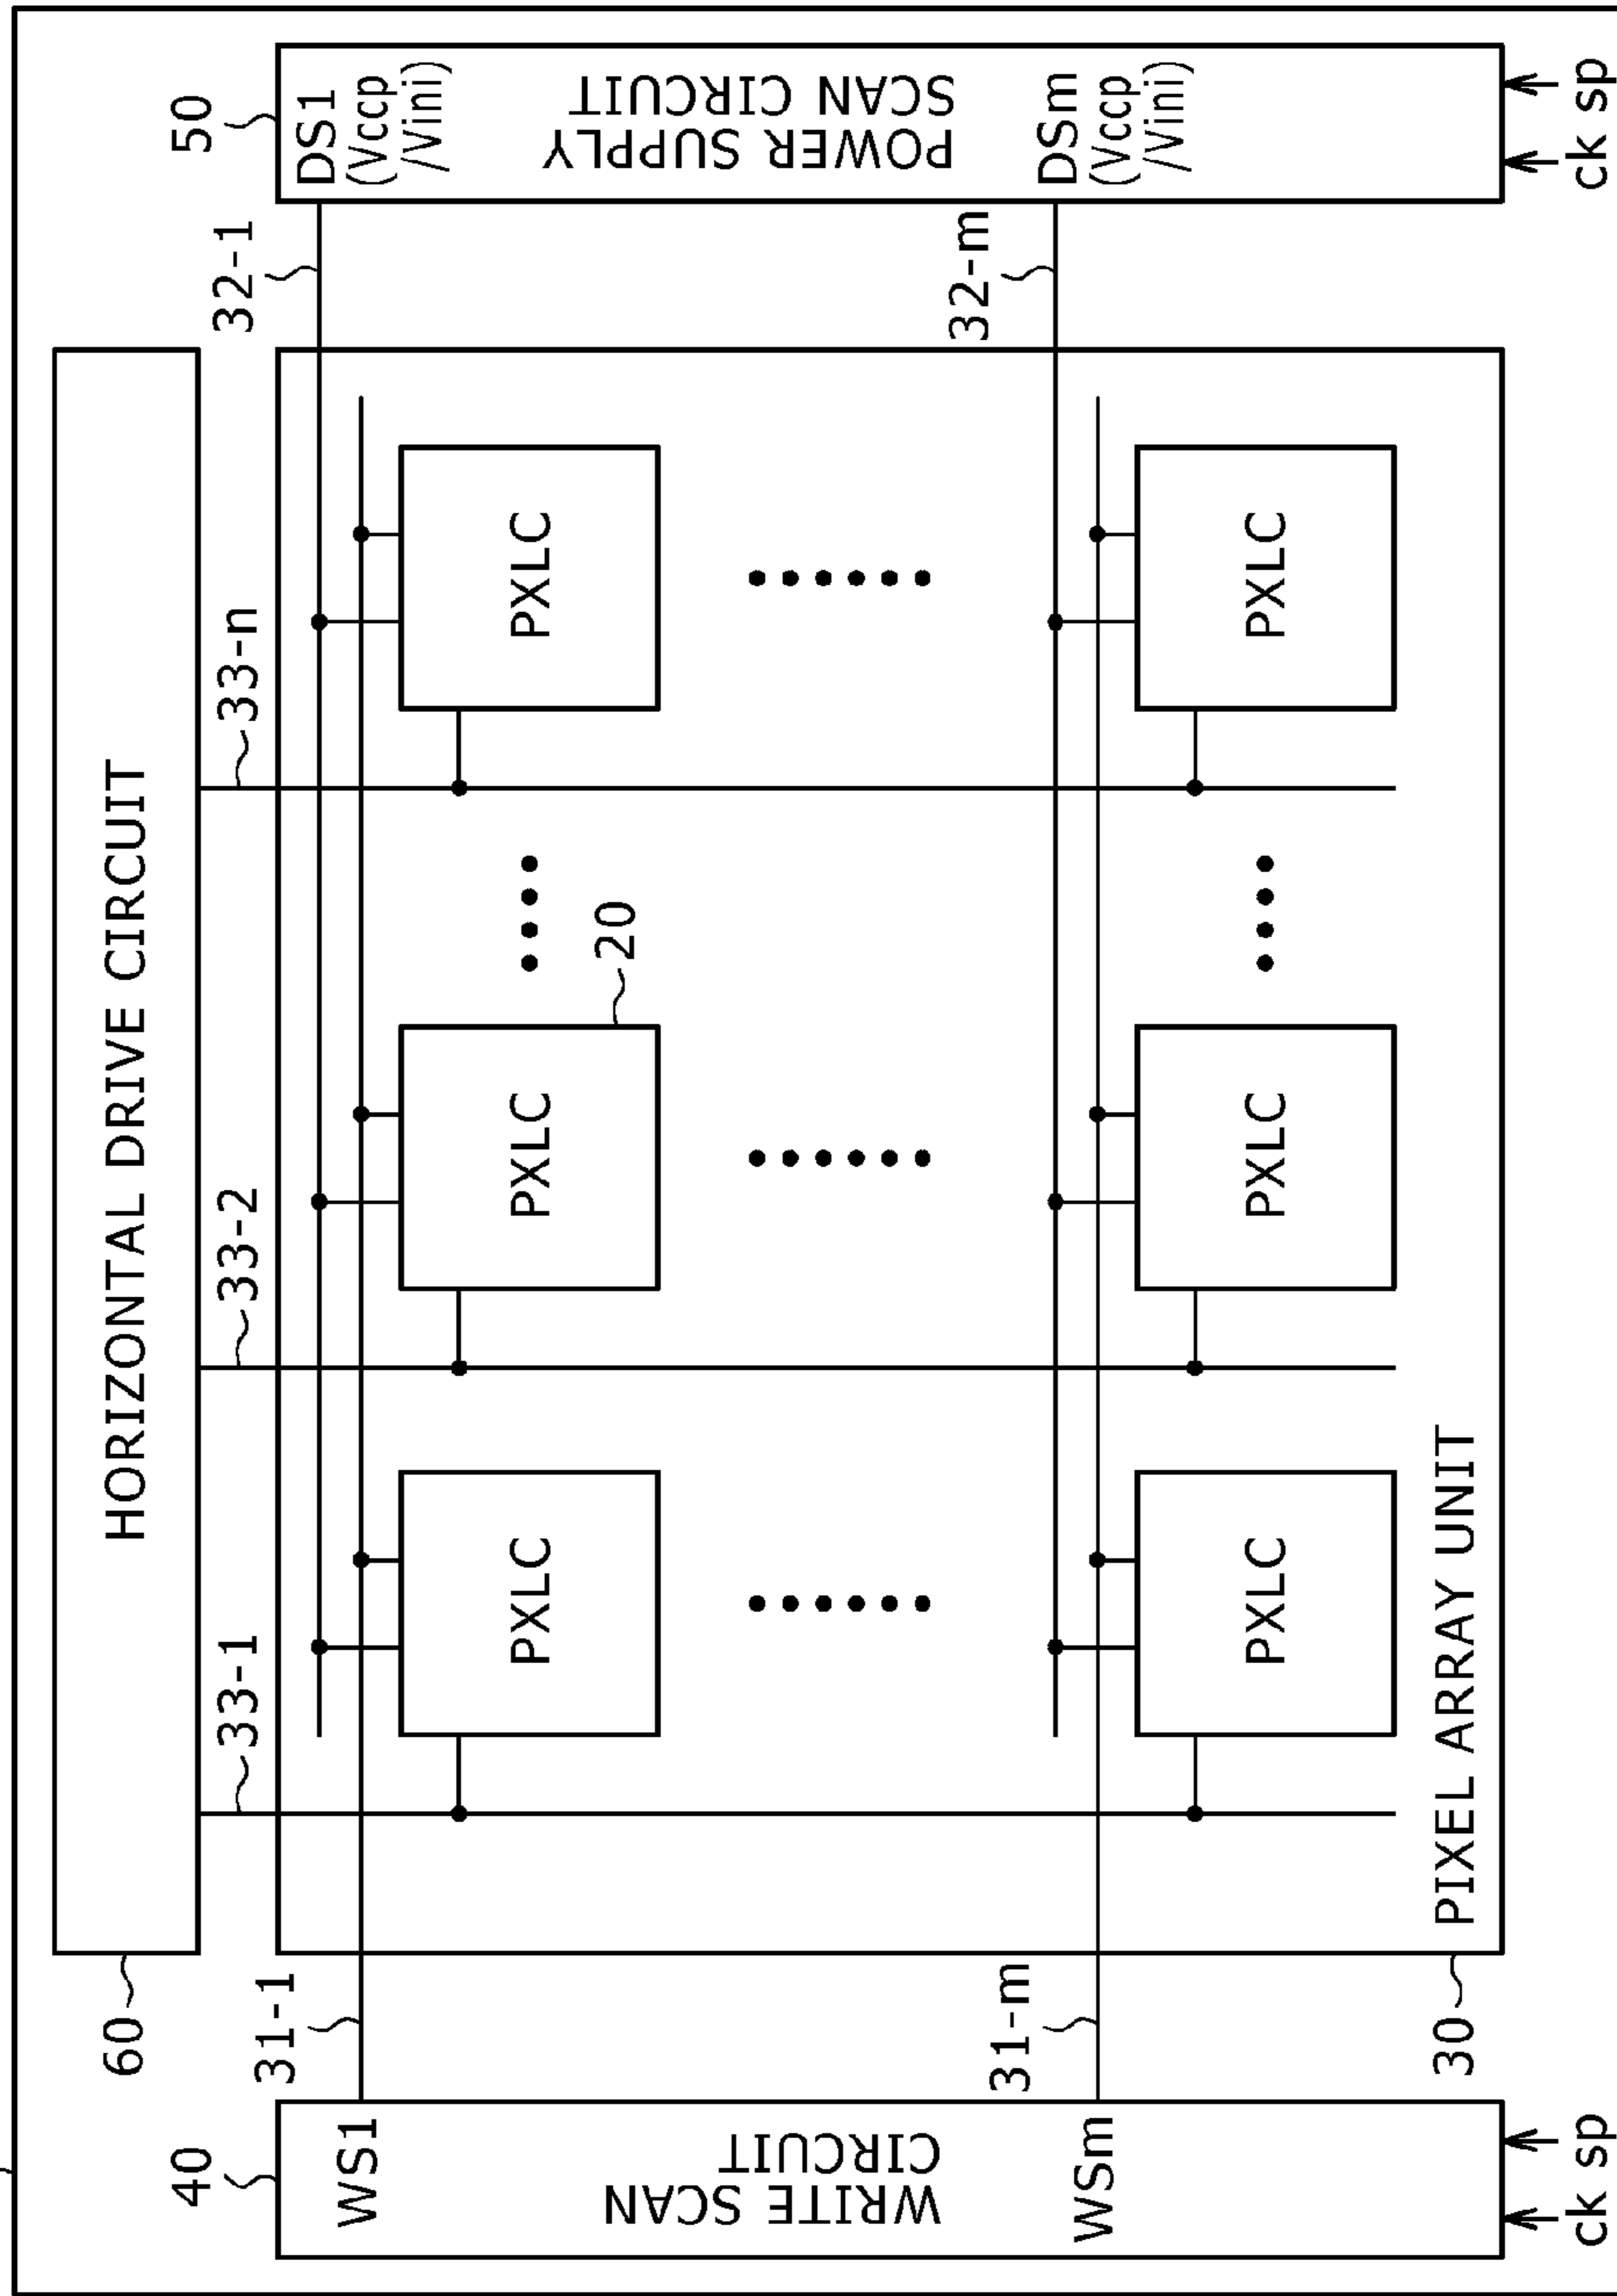 HORIZONTAL DRIVE CIRCUIT
60
40
31-1
33-1
33-2
33-n
32-1
50
WS1
DS1
(Vccp
/Vini)
PXLC
PXLC
PXLC
20
WRITE SCAN
CIRCUIT
POWER SUPPLY
SCAN CIRCUIT
31-m
32-m
WSm
DSm
(Vccp
/Vini)
PXLC
PXLC
PXLC
PIXEL ARRAY UNIT
30
ck sp
ck sp